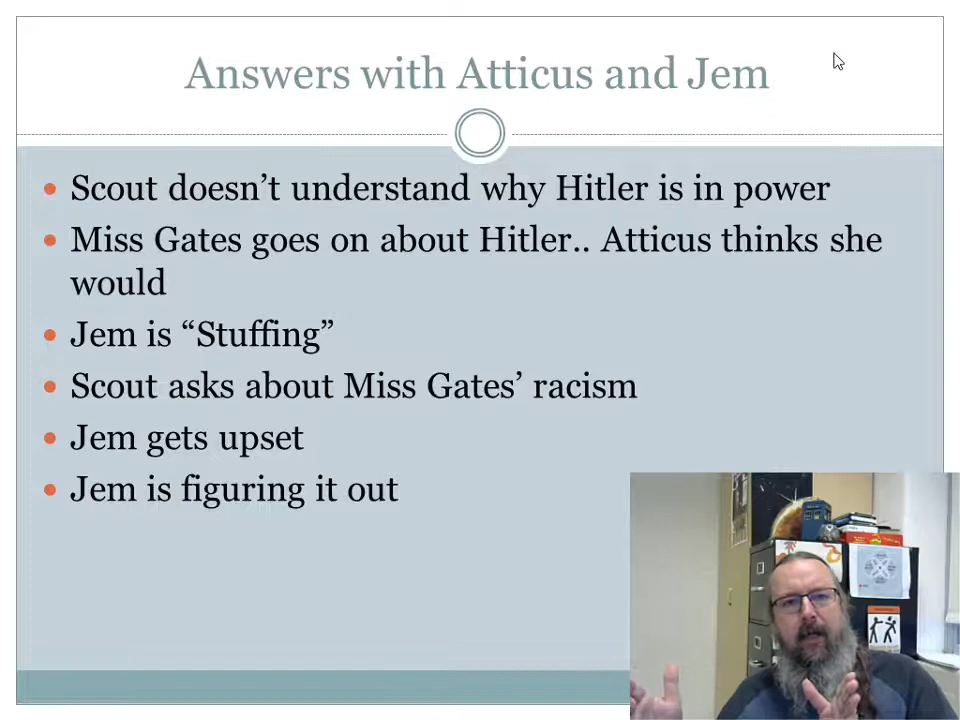 Answers with Atticus and Jem
Scout doesn’t understand why Hitler is in power
Miss Gates goes on about Hitler.. Atticus thinks she
would
Jem is “Stuffing”
Scout asks about Miss Gates’ racism
Jem gets upset
Jem is figuring it out